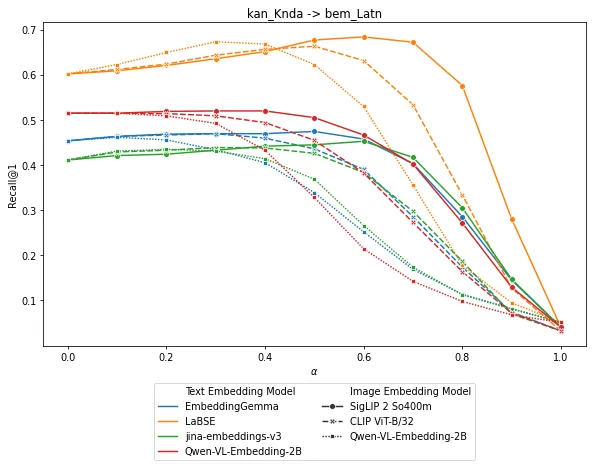 kan_Knda -> bem_Latn
Recall@1
0.7
0.6
0.5
0.4
0.3
0.2
0.1
0.0 0.2 0.4 0.6 0.8 1.0
α
Text Embedding Model
EmbeddingGemma
LaBSE
jina-embeddings-v3
Qwen-VL-Embedding-2B
Image Embedding Model
SigLIP 2 So400m
CLIP ViT-B/32
Qwen-VL-Embedding-2B